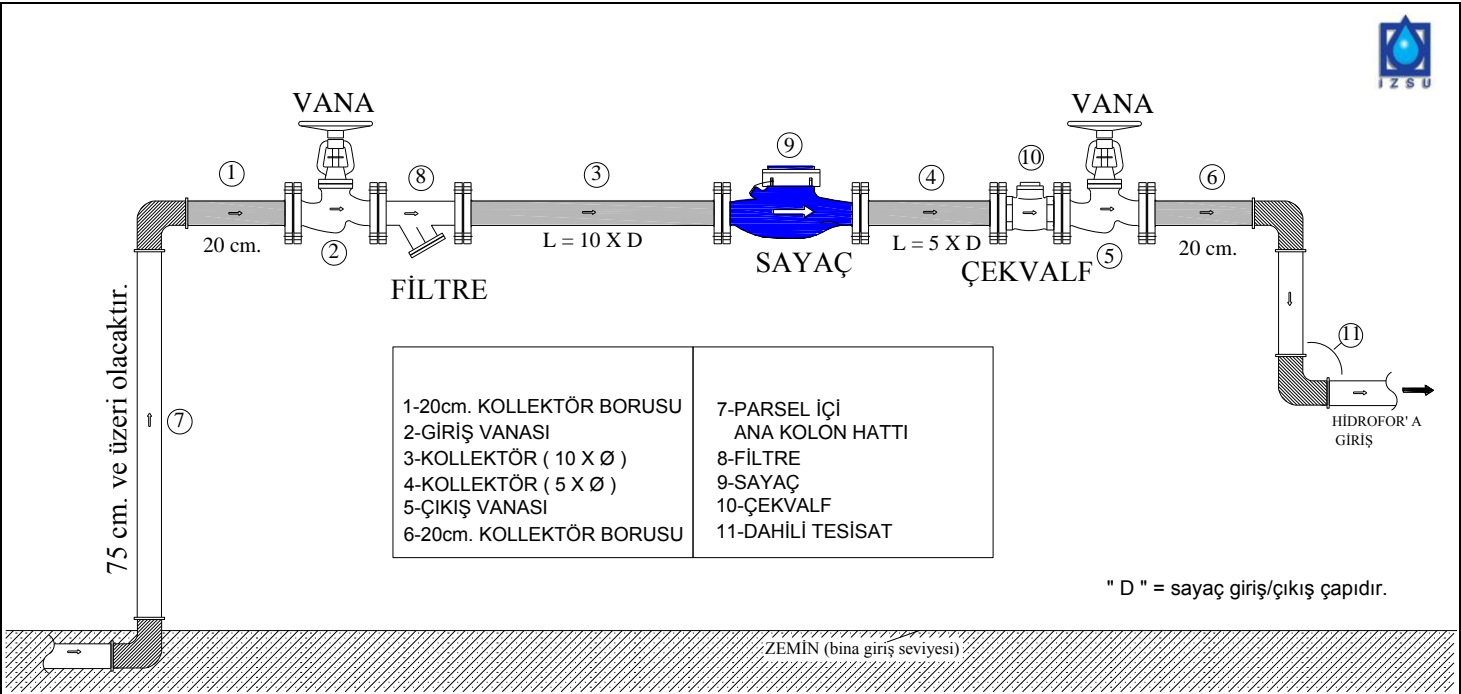 İZSU
VANA
VANA
9
1
8
3
4
10
6
20 cm.
2
L = 10 X D
SAYAÇ
L = 5 X D
ÇEKVALF
5
20 cm.
FİLTRE
75 cm. ve üzeri olacaktır.
7
11
HİDROFOR' A
GİRİŞ
1-20cm. KOLLEKTÖR BORUSU
2-GİRİŞ VANASI
3-KOLLEKTÖR ( 10 X Ø )
4-KOLLEKTÖR ( 5 X Ø )
5-ÇIKIŞ VANASI
6-20cm. KOLLEKTÖR BORUSU
7-PARSEL İÇİ
ANA KOLON HATTI
8-FİLTRE
9-SAYAÇ
10-ÇEKVALF
11-DAHİLİ TESİSAT
" D " = sayaç giriş/çıkış çapıdır.
ZEMİN (bina giriş seviyesi)